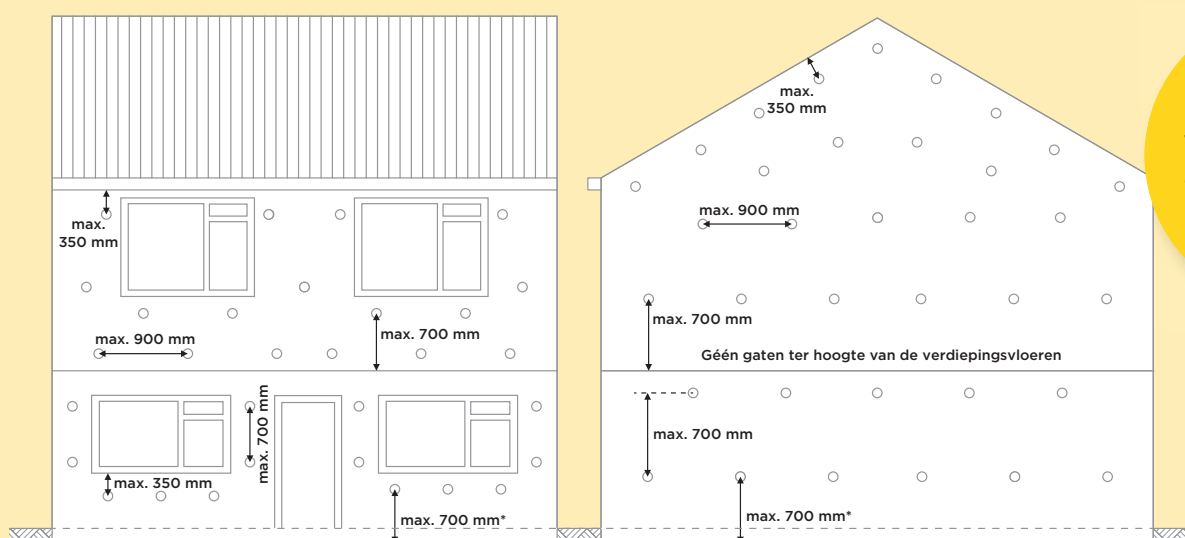 max.
350 mm
max. 900 mm
max. 700 mm
max. 700 mm
max. 350 mm
max. 700 mm*
max.
350 mm
max. 900 mm
max. 700 mm
Géén gaten ter hoogte van de verdiepingsvloeren
max. 700 mm
max. 700 mm*